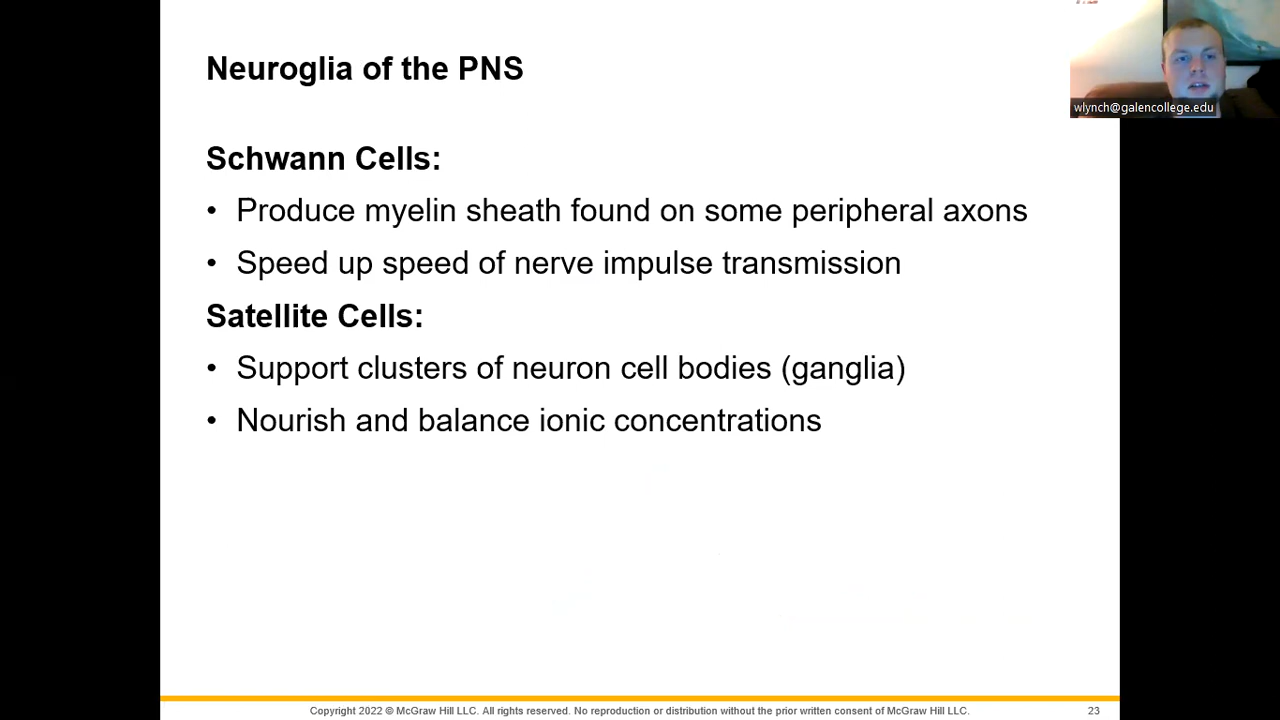 Neuroglia of the PNS
wlynch@galencollege.edu
Schwann Cells:
• Produce myelin sheath found on some peripheral axons
• Speed up speed of nerve impulse transmission
Satellite Cells:
• Support clusters of neuron cell bodies (ganglia)
• Nourish and balance ionic concentrations
Copyright 2022 © McGraw Hill LLC. All rights reserved. No reproduction or distribution without the prior written consent of McGraw Hill LLC.
23